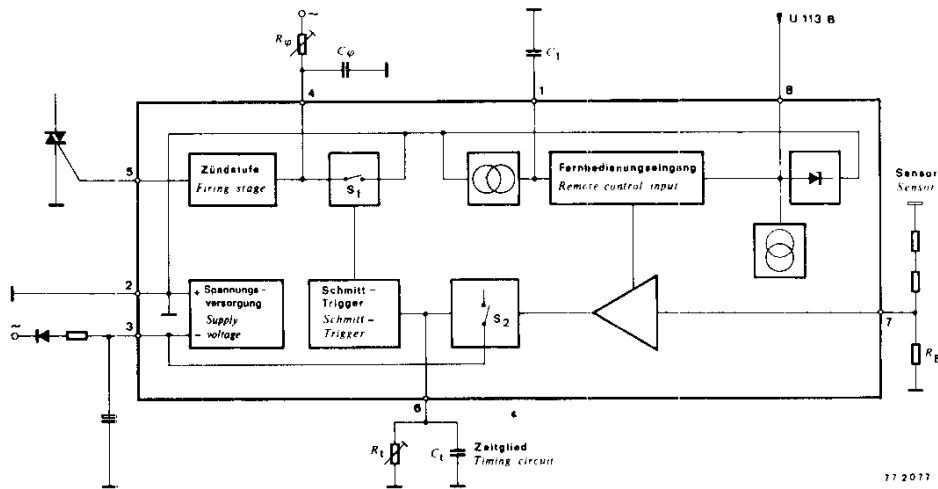 ~
Rφ
Cφ
C1
U 113 B
4
1
8
5
Zündstufe
Firing stage
S1
Fernbedienungseingang
Remote control input
Sensor
Sensor
2
+ Spannungs-
versorgung
Supply
- voltage
Schmitt-
Trigger
Schmitt-
Trigger
S2
~
3
7
RE
6
Rt
Ct
Zeitglied
Timing circuit
77 2077